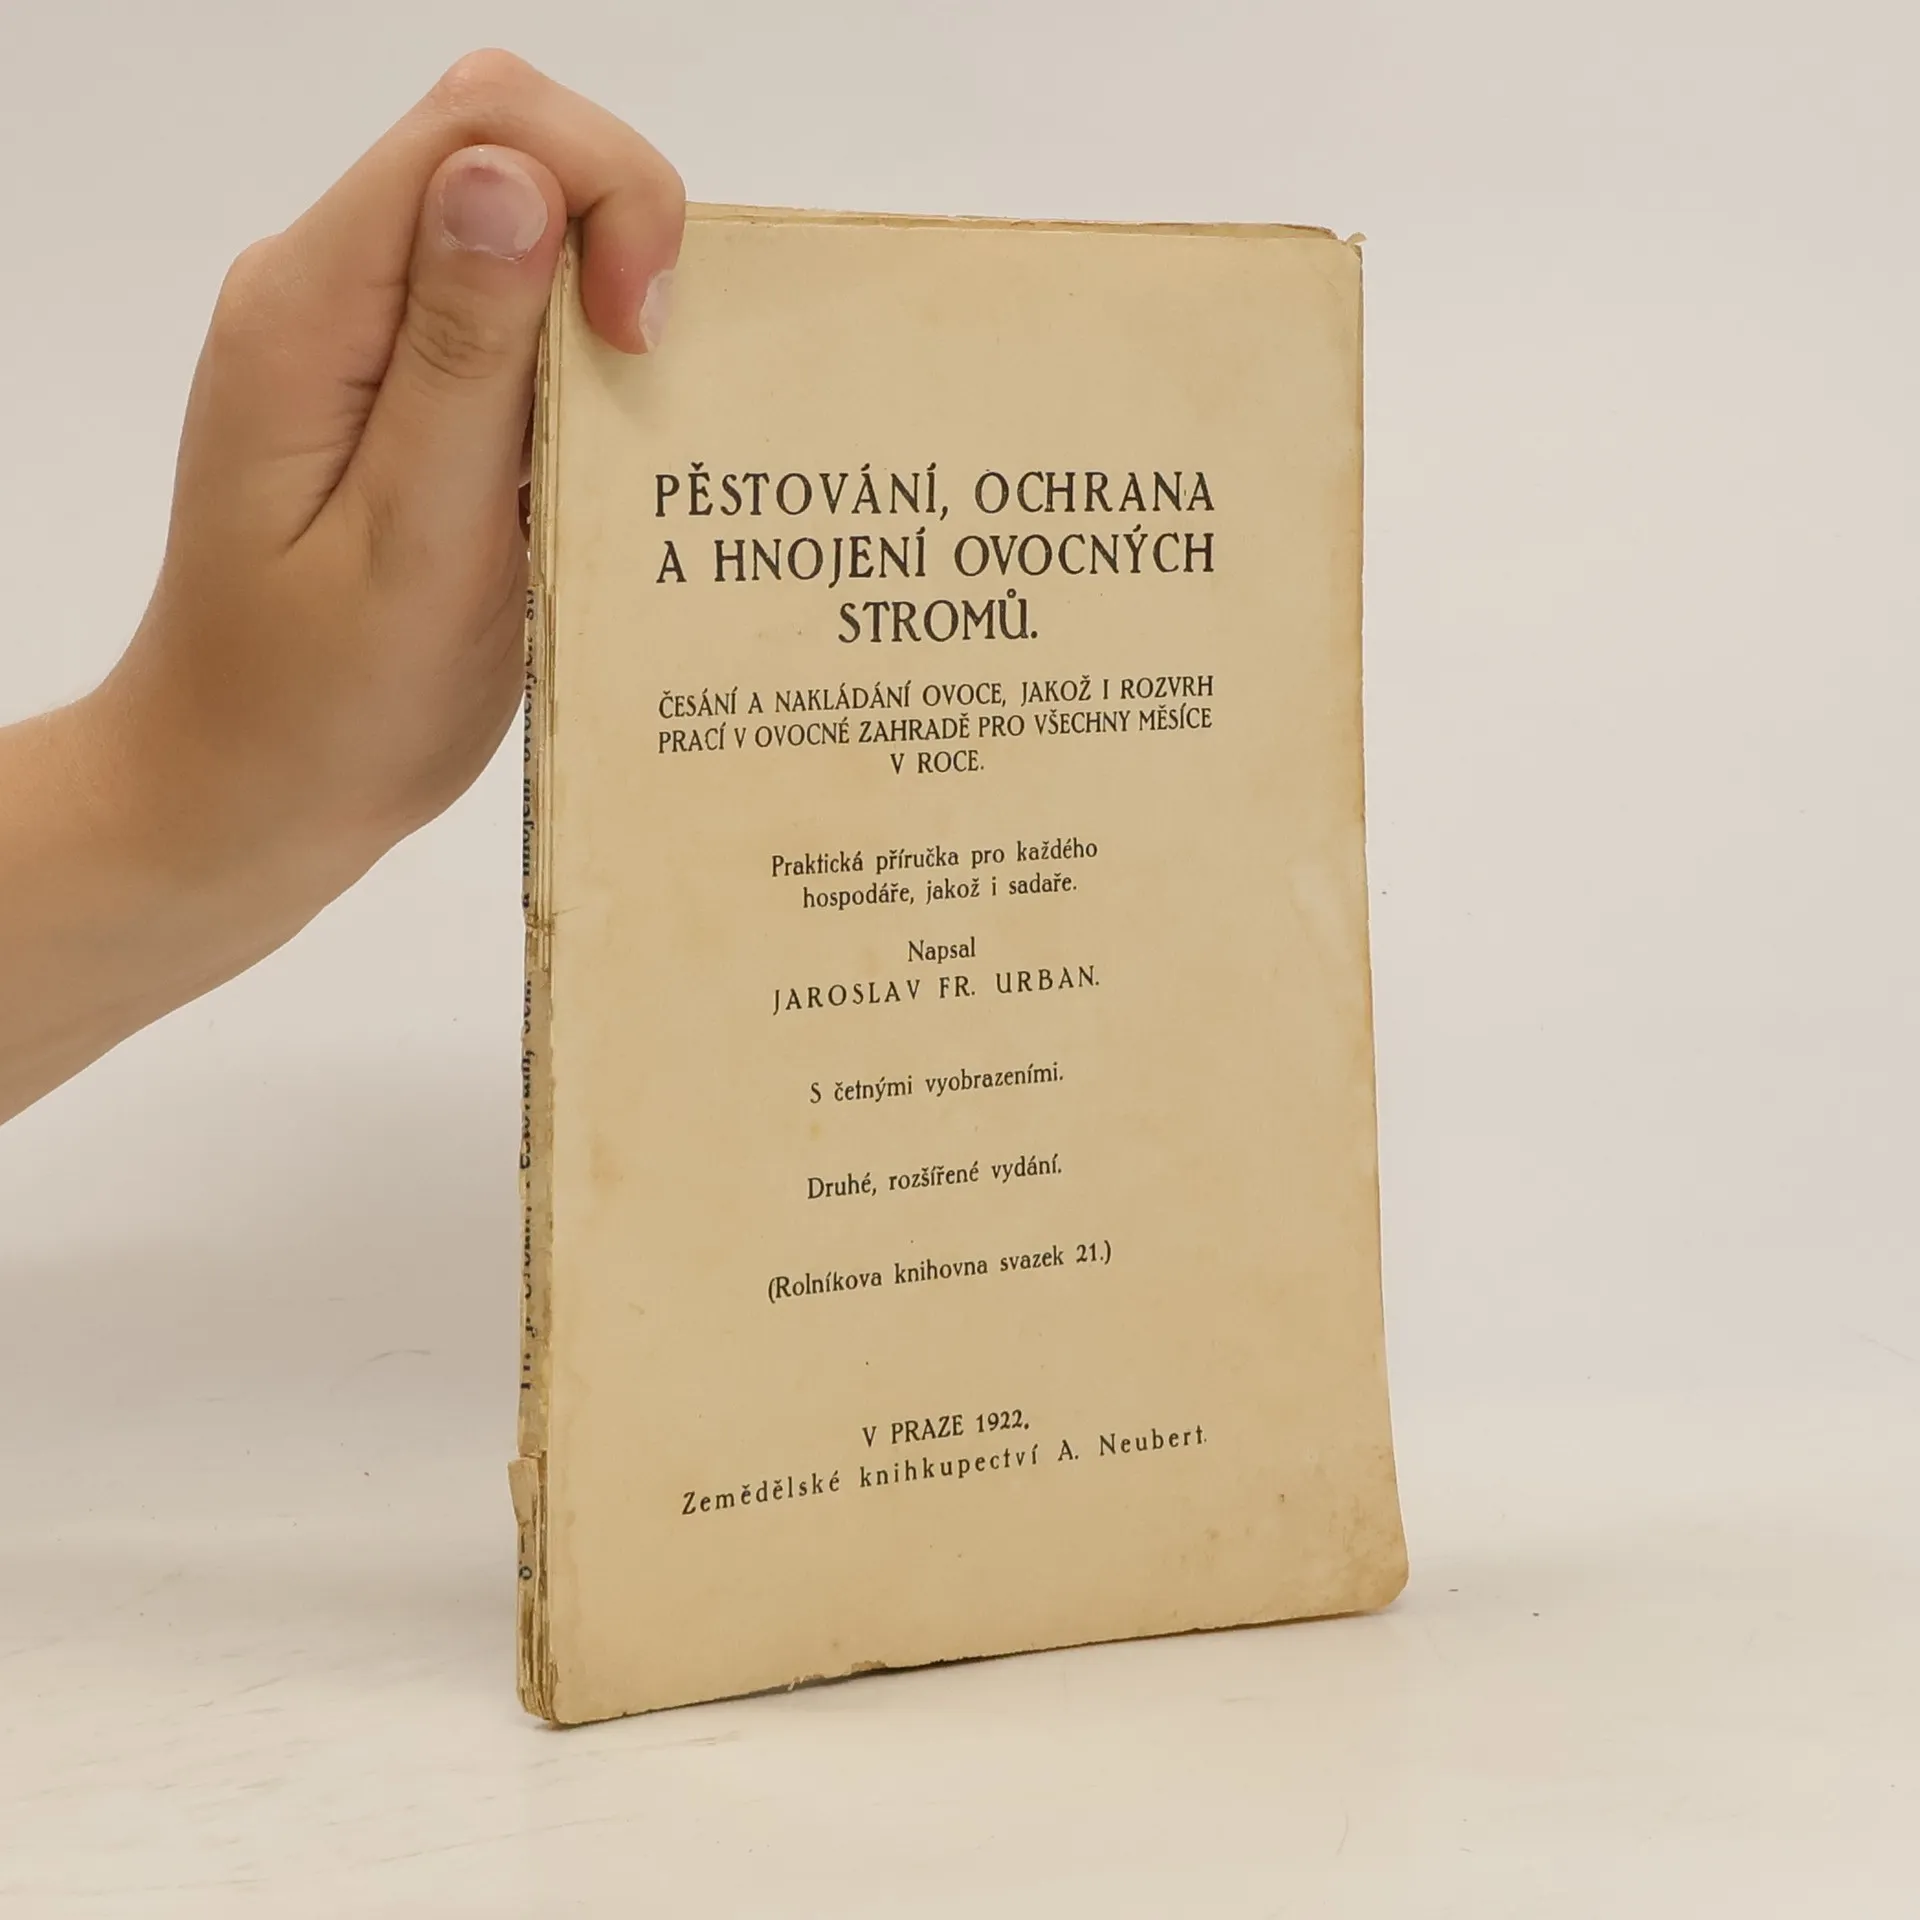 PĚSTOVÁNÍ, OCHRANA
A HNOJENÍ OVOCNÝCH
STROMŮ.
ČESÁNÍ A NAKLÁDÁNÍ OVOCE, JAKOŽ I ROZVRH
PRACÍ V OVOCNÉ ZAHRADĚ PRO VŠECHNY MĚSÍCE
V ROCE.
Praktická příručka pro každého
hospodáře, jakož i sadaře.
Napsal
JAROSLAV FR. URBAN.
S četnými vyobrazeními.
Druhé, rozšířené vydání.
(Rolníkova knihovna svazek 21.)
V PRAZE 1922.
Zemědělské knihkupectví A. Neubert.